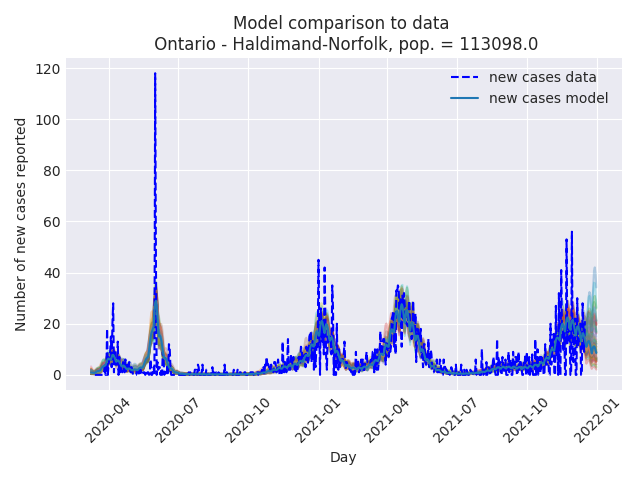 Model comparison to data
Ontario - Haldimand-Norfolk, pop. = 113098.0
new cases data
new cases model
Number of new cases reported
120
100
80
60
40
20
0
2020-04
2020-07
2020-10
2021-01
2021-04
2021-07
2021-10
2022-01
Day